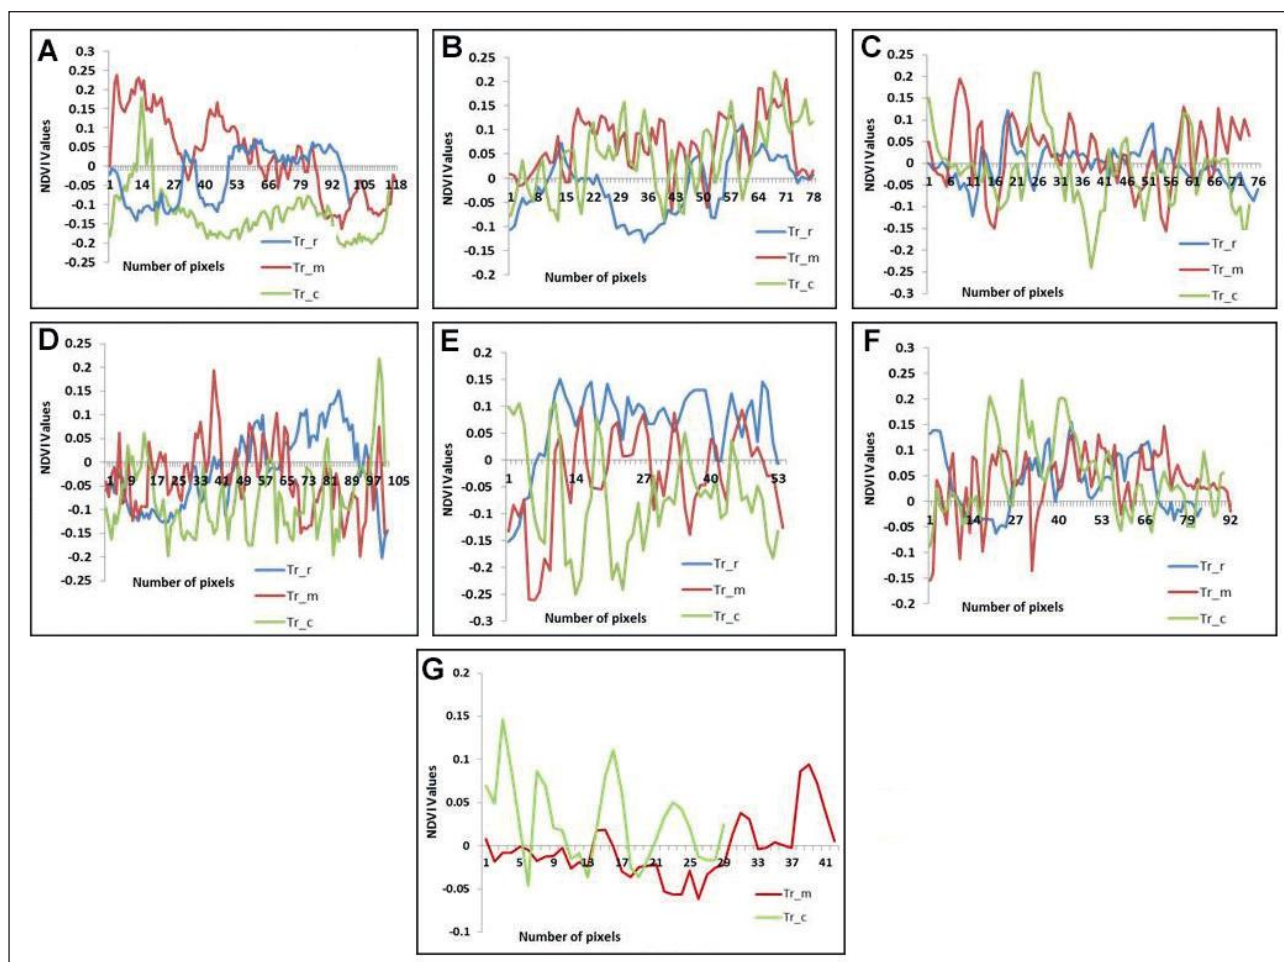 A
NDVI Values
0.3
0.25
0.2
0.15
0.1
0.05
0
-0.05
-0.1
-0.15
-0.2
-0.25
1 14 27 40 53 66 79 92 105 118
Number of pixels
Tr_r
Tr_m
Tr_c
B
NDVI Values
0.25
0.2
0.15
0.1
0.05
0
-0.05
-0.1
-0.15
-0.2
1 8 15 22 29 36 43 50 57 64 71 78
Number of pixels
Tr_r
Tr_m
Tr_c
C
NDVI Values
0.25
0.2
0.15
0.1
0.05
0
-0.05
-0.1
-0.15
-0.2
-0.25
-0.3
1 6 11 16 21 26 31 36 41 46 51 56 61 66 71 76
Number of pixels
Tr_r
Tr_m
Tr_c
D
NDVI Values
0.25
0.2
0.15
0.1
0.05
0
-0.05
-0.1
-0.15
-0.2
-0.25
1 9 17 25 33 41 49 57 65 73 81 89 97 105
Number of pixels
Tr_r
Tr_m
Tr_c
E
NDVI Values
0.2
0.15
0.1
0.05
0
-0.05
-0.1
-0.15
-0.2
-0.25
-0.3
1 14 27 40 53
Number of pixels
Tr_r
Tr_m
Tr_c
F
NDVI Values
0.3
0.25
0.2
0.15
0.1
0.05
0
-0.05
-0.1
-0.15
-0.2
1 14 27 40 53 66 79 92
Number of pixels
Tr_r
Tr_m
Tr_c
G
NDVI Values
0.2
0.15
0.1
0.05
0
-0.05
-0.1
1 5 9 13 17 21 25 29 33 37 41
Number of pixels
Tr_m
Tr_c